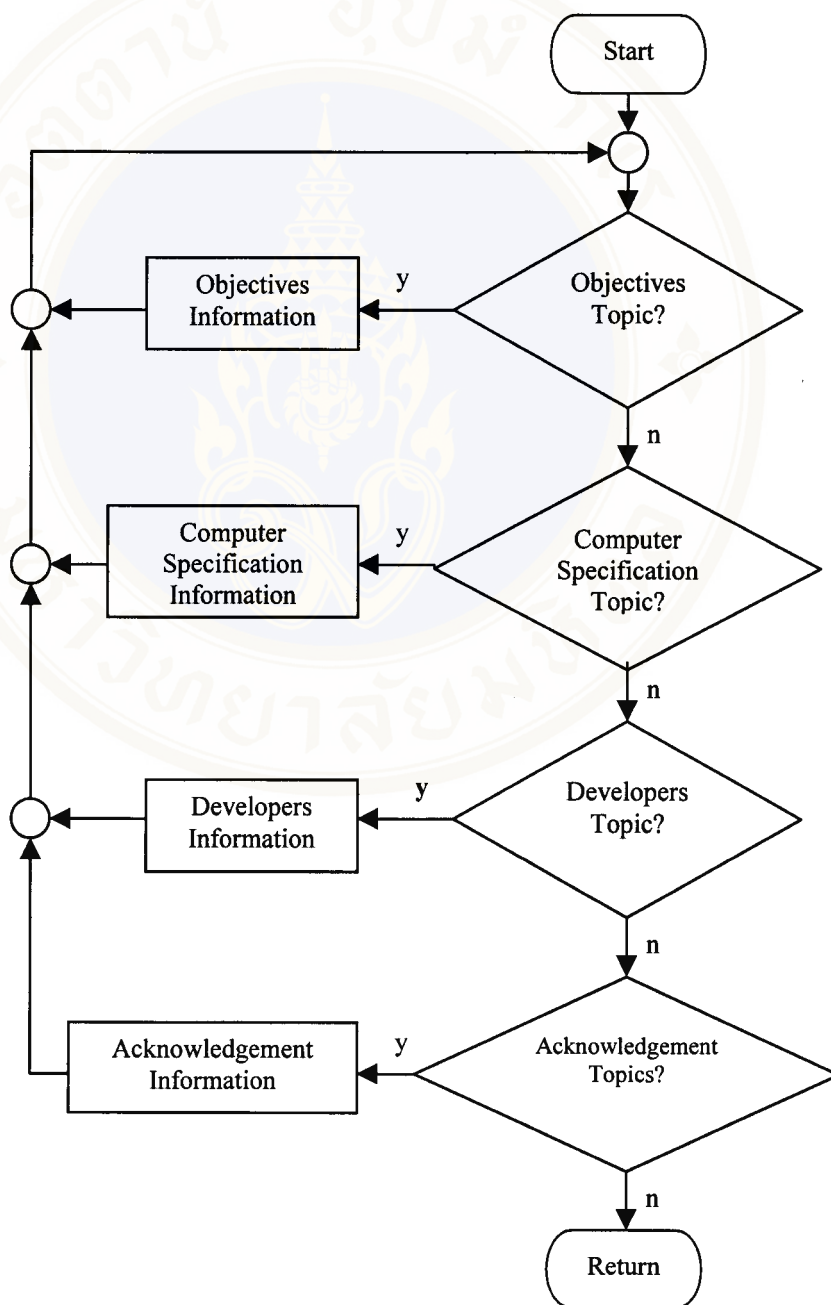 Start
Objectives
Topic?
y
Objectives
Information
n
Computer
Specification
Topic?
y
Computer
Specification
Information
n
Developers
Topic?
y
Developers
Information
n
Acknowledgement
Topics?
y
Acknowledgement
Information
n
Return